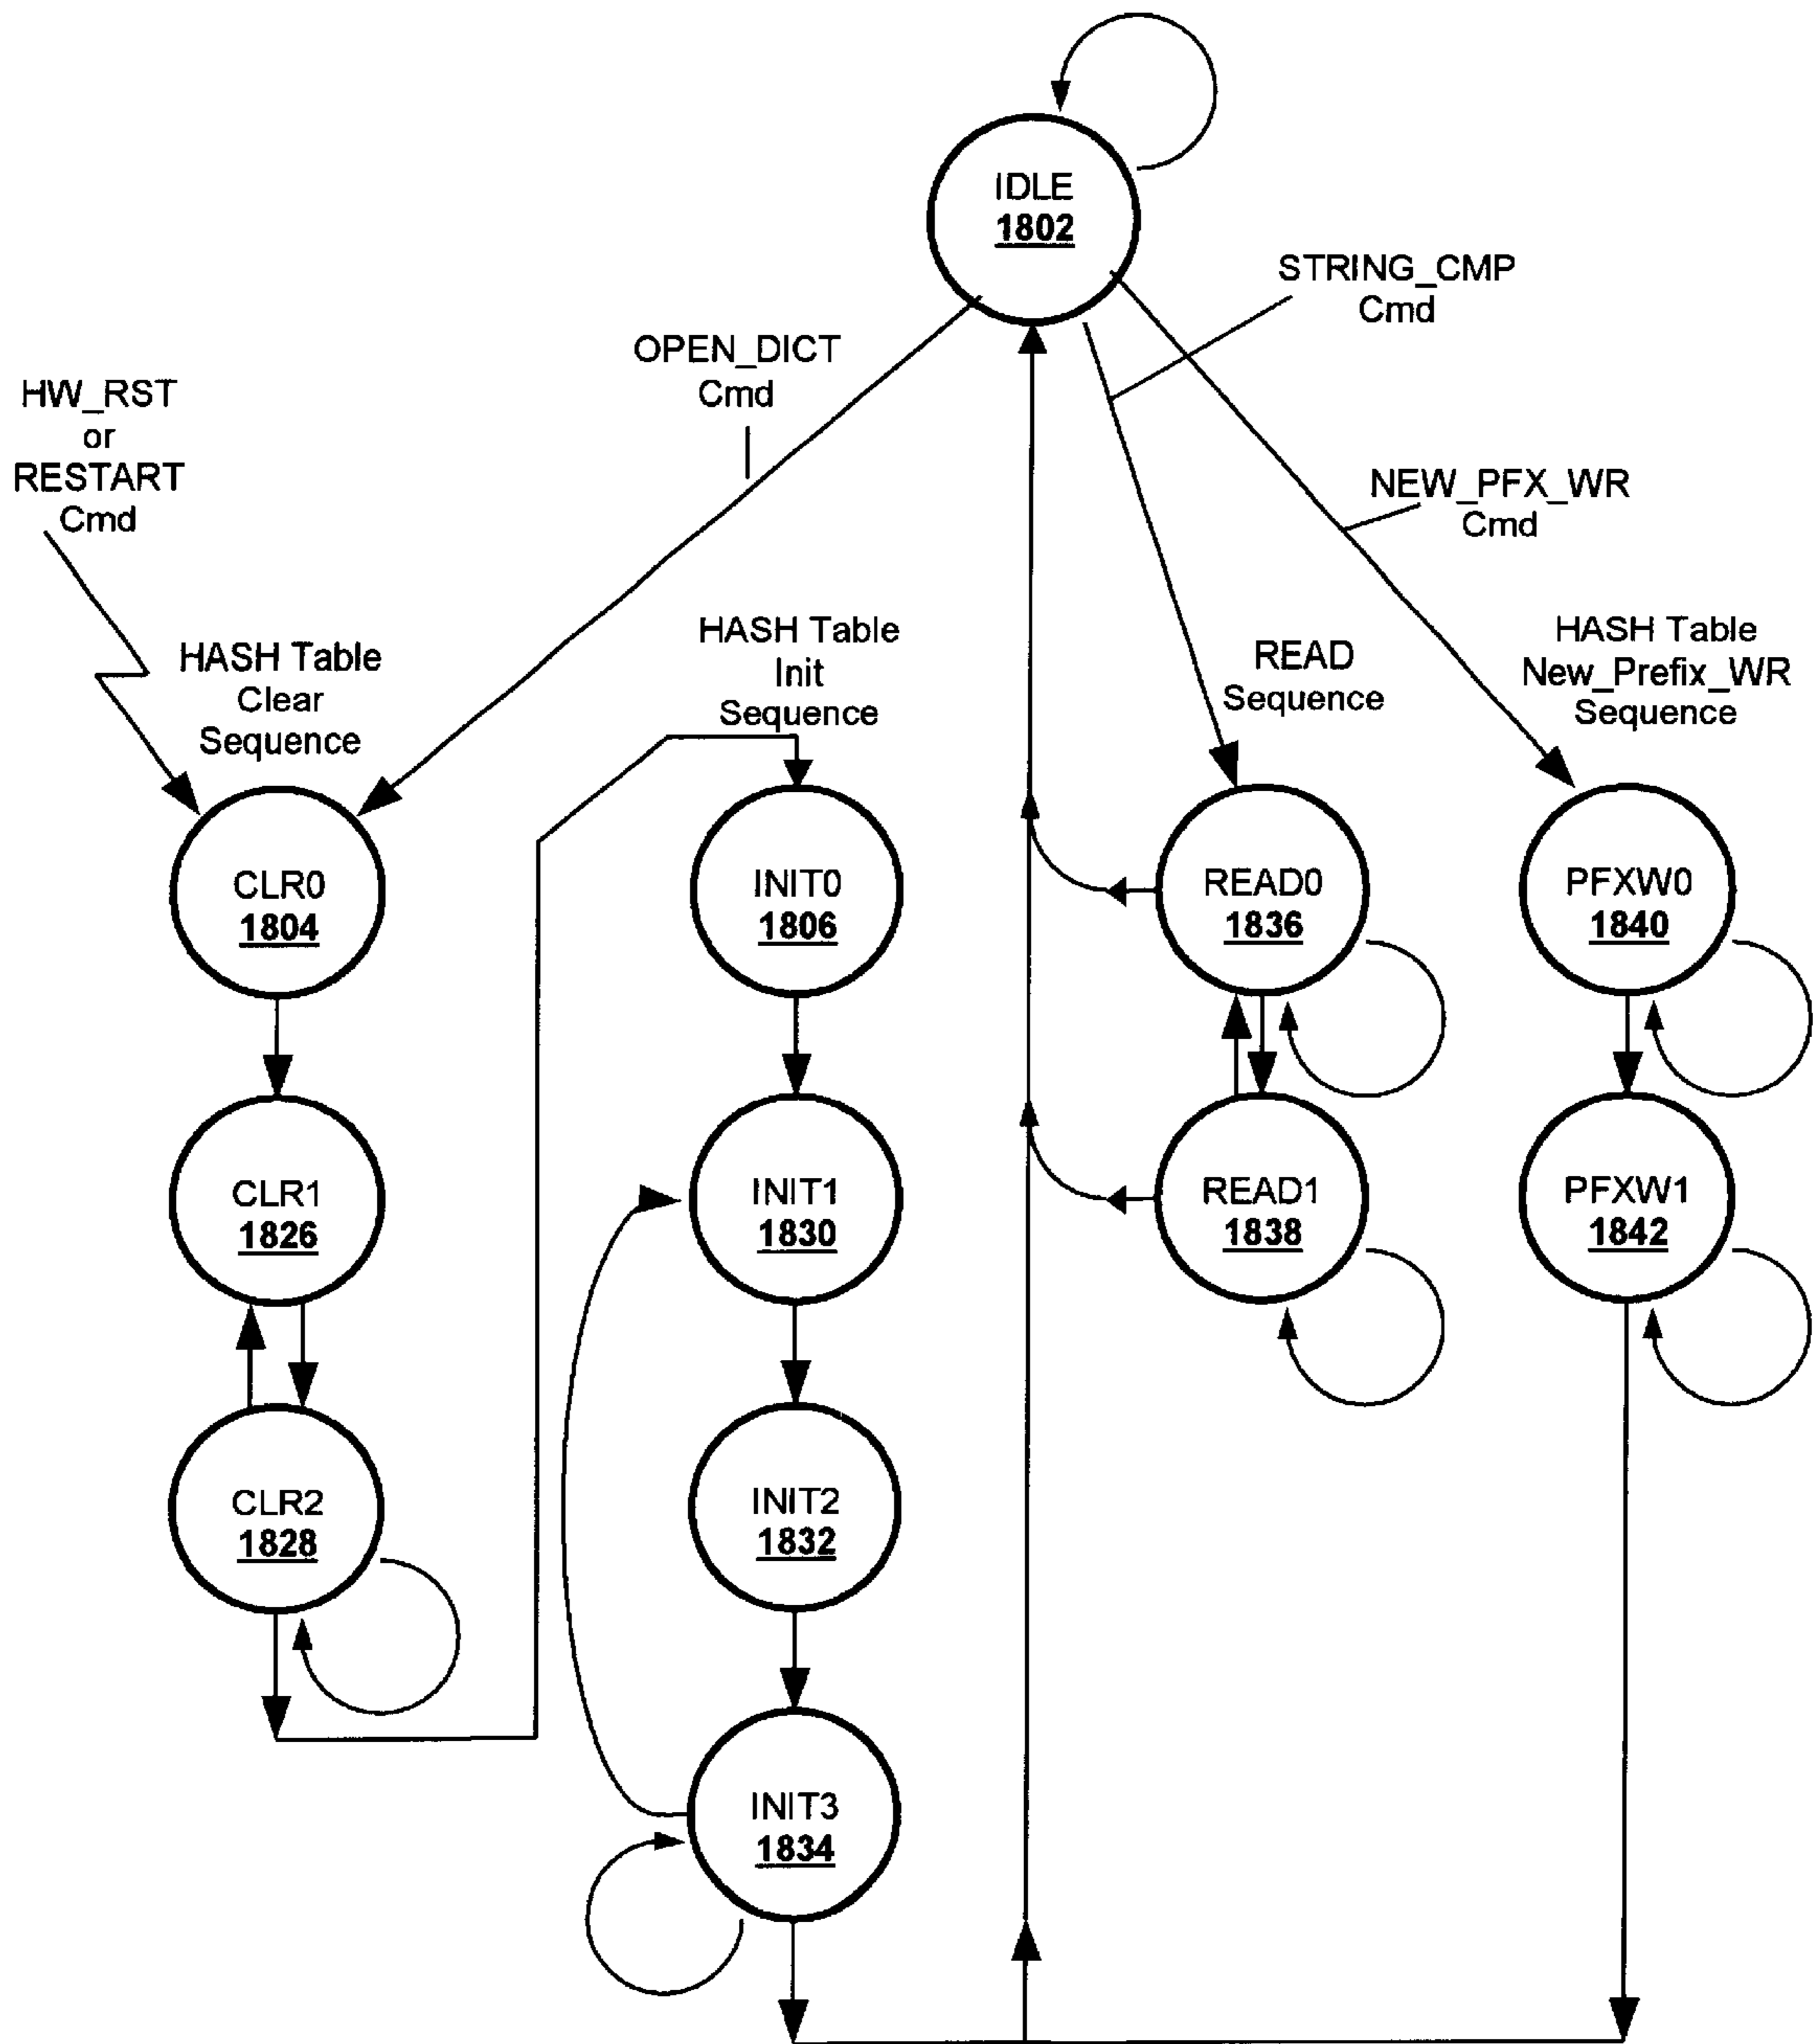 IDLE
1802
STRING_CMP
Cmd
OPEN_DICT
Cmd
HW_RST
or
RESTART
Cmd
NEW_PFX_WR
Cmd
HASH Table
Clear
Sequence
HASH Table
Init
Sequence
READ
Sequence
HASH Table
New_Prefix_WR
Sequence
CLR0
1804
INIT0
1806
READ0
1836
PFXW0
1840
CLR1
1826
INIT1
1830
READ1
1838
PFXW1
1842
CLR2
1828
INIT2
1832
INIT3
1834